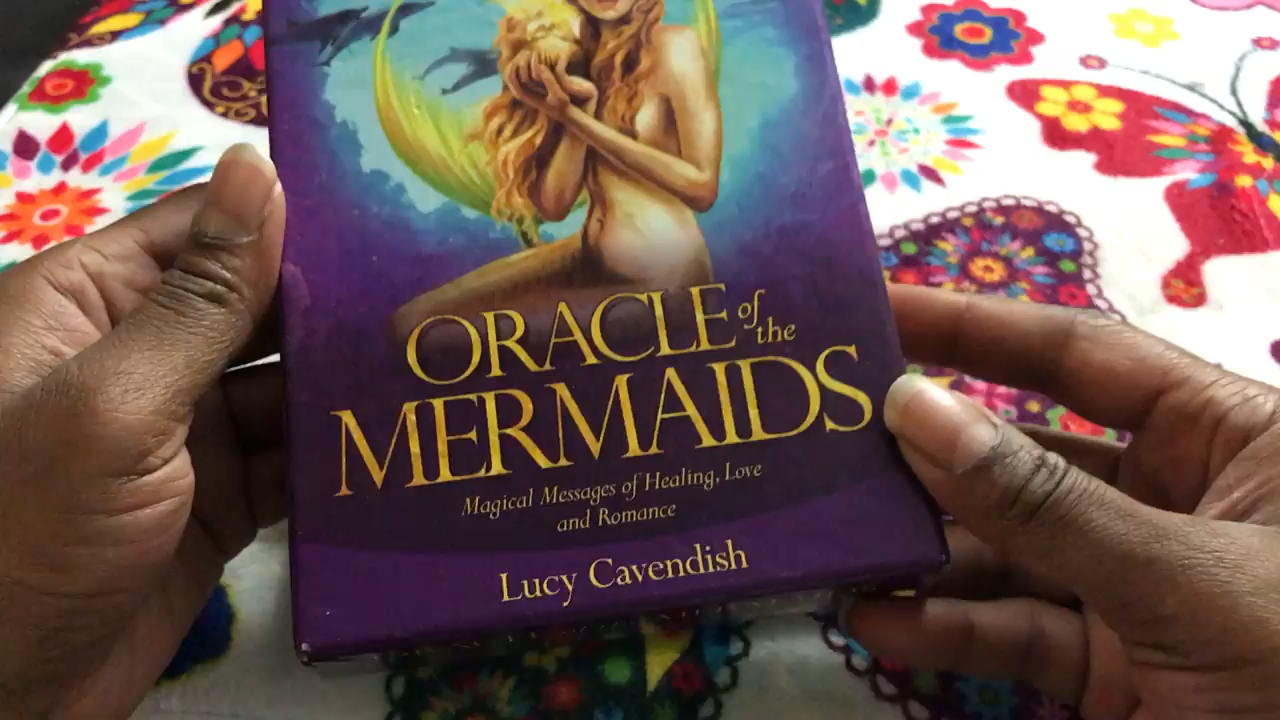 ORACLE of the
MERMAIDS
Magical Messages of Healing, Love
and Romance
Lucy Cavendish